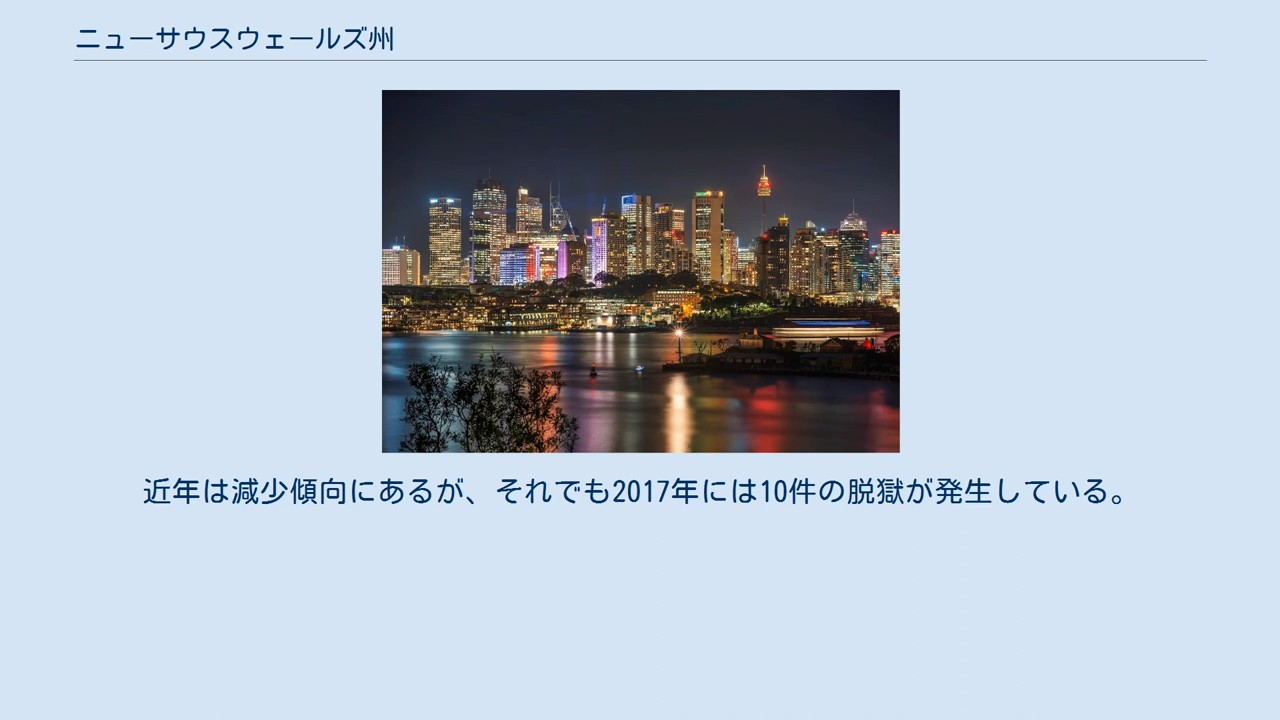 ニューサウスウェールズ州
近年は減少傾向にあるが、それでも2017年には10件の脱獄が発生している。